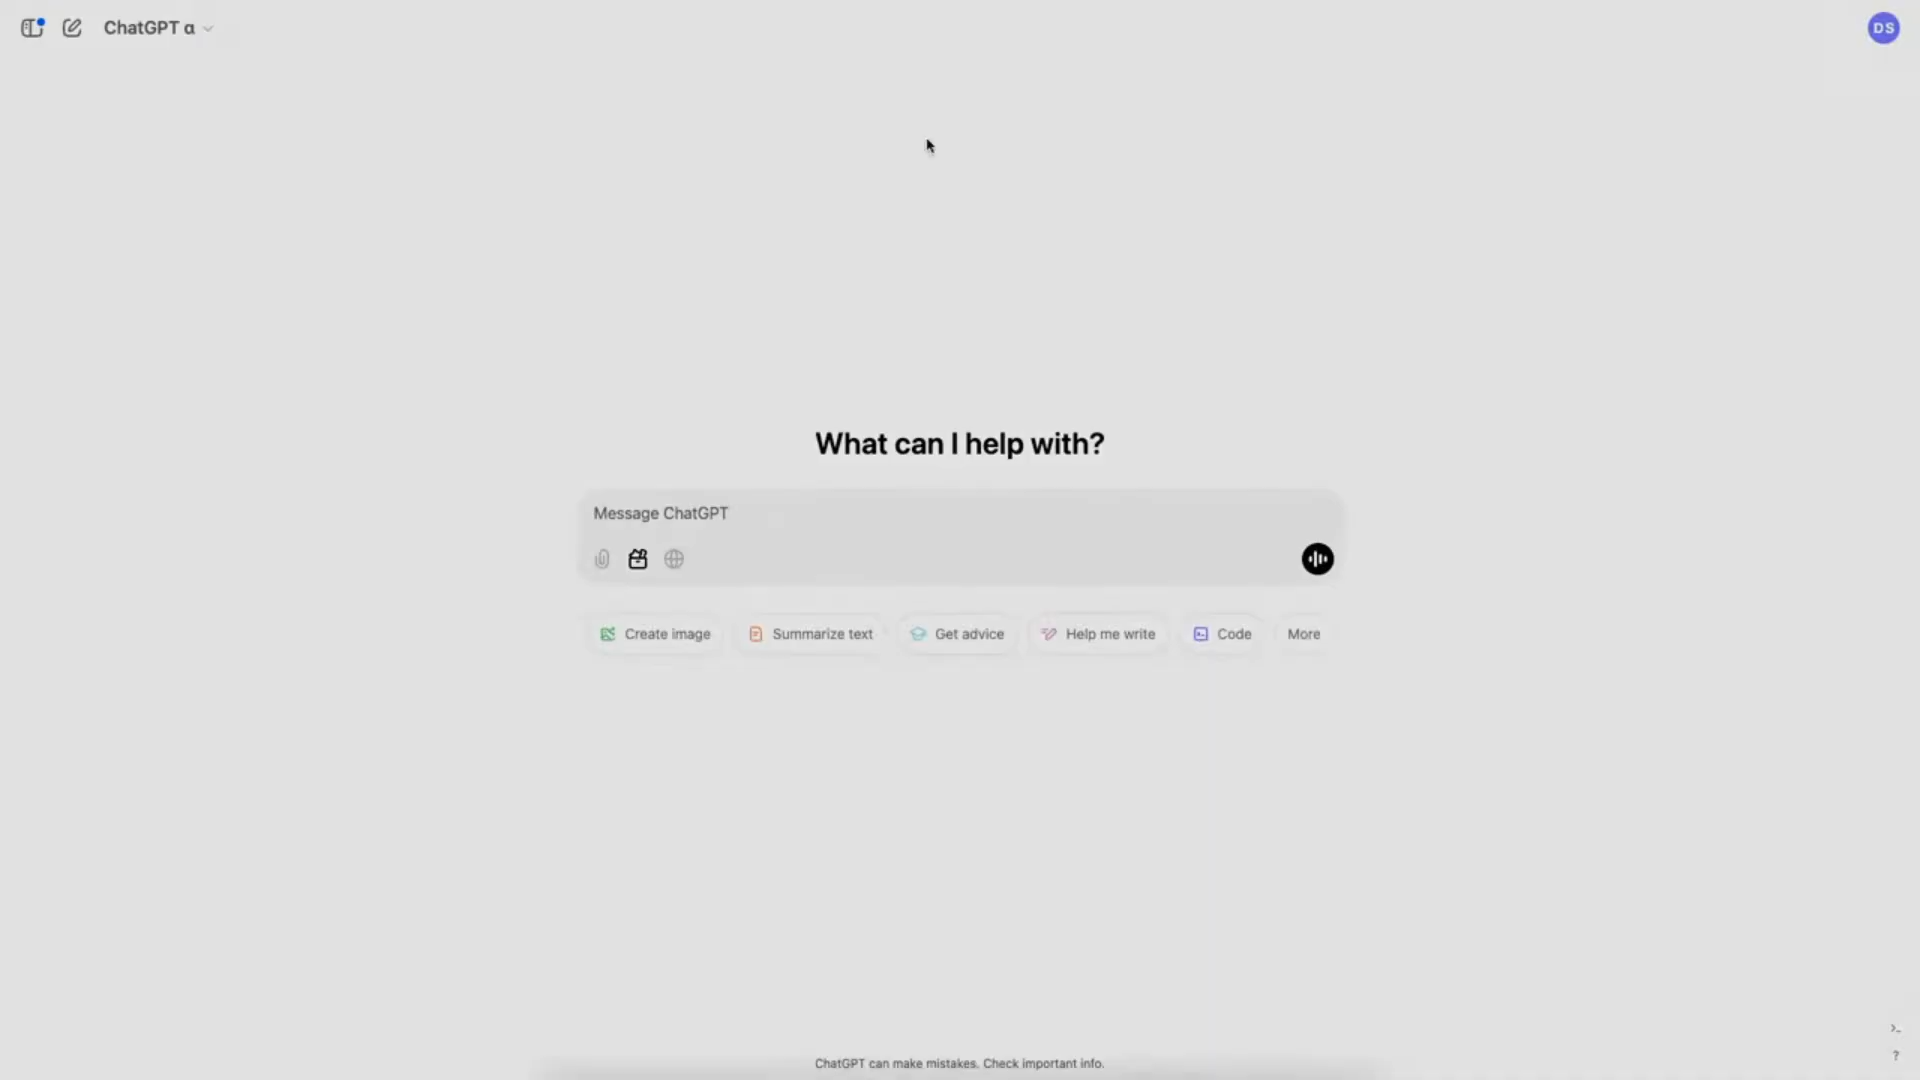 ChatGPT α
DS
What can I help with?
Message ChatGPT
Create image
Summarize text
Get advice
Help me write
Code
More
>_
?
ChatGPT can make mistakes. Check important info.